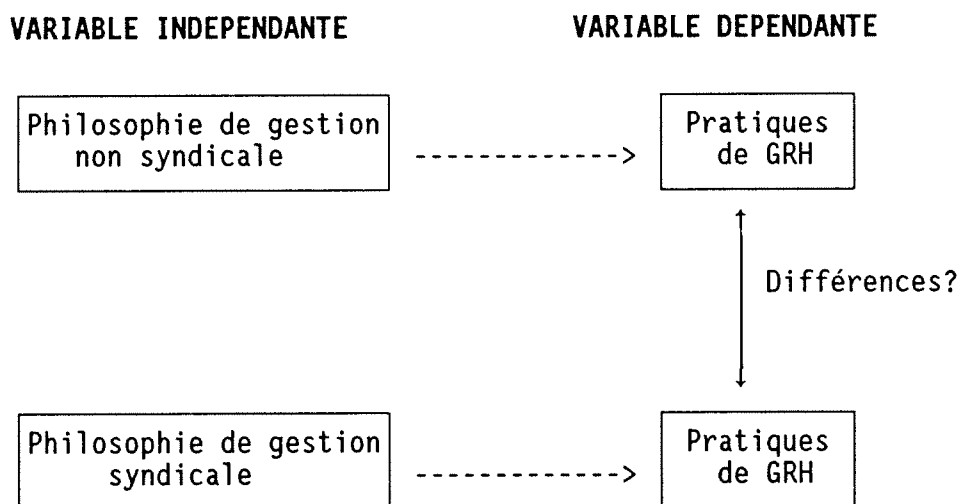 VARIABLE INDEPENDANTE VARIABLE DEPENDANTE
Philosophie de gestion
non syndicale
------------->
Pratiques
de GRH
Différences?
Philosophie de gestion
syndicale
------------->
Pratiques
de GRH